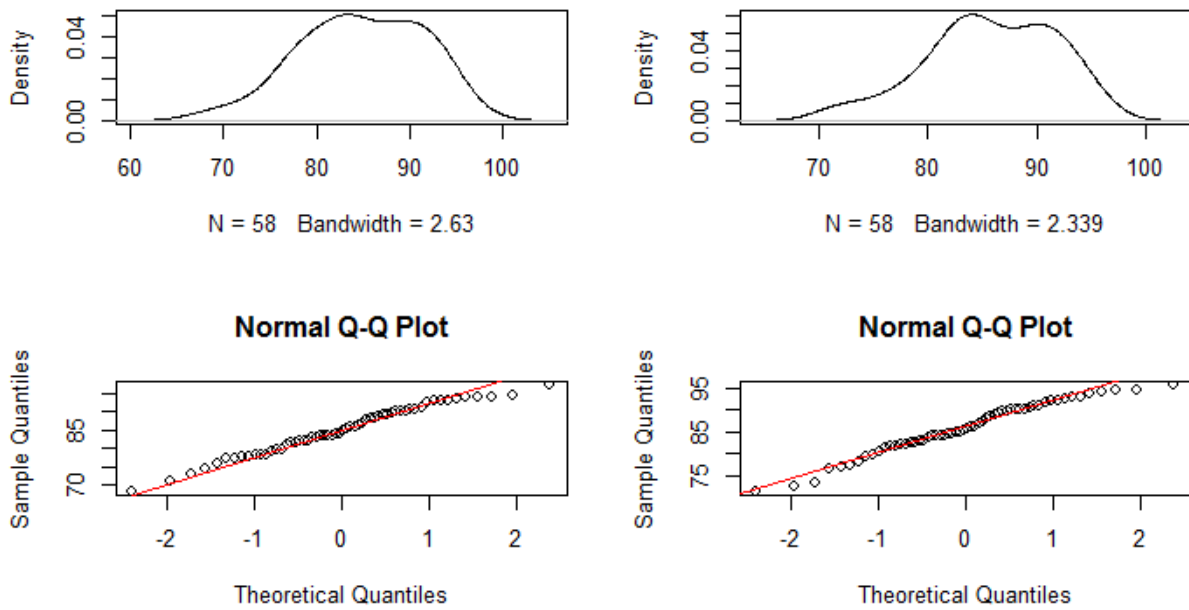 Density
0.00
0.04
60 70 80 90 100
N = 58 Bandwidth = 2.63
Density
0.00
0.04
70 80 90 100
N = 58 Bandwidth = 2.339
Normal Q-Q Plot
Sample Quantiles
70
85
-2 -1 0 1 2
Theoretical Quantiles
Normal Q-Q Plot
Sample Quantiles
75
85
95
-2 -1 0 1 2
Theoretical Quantiles